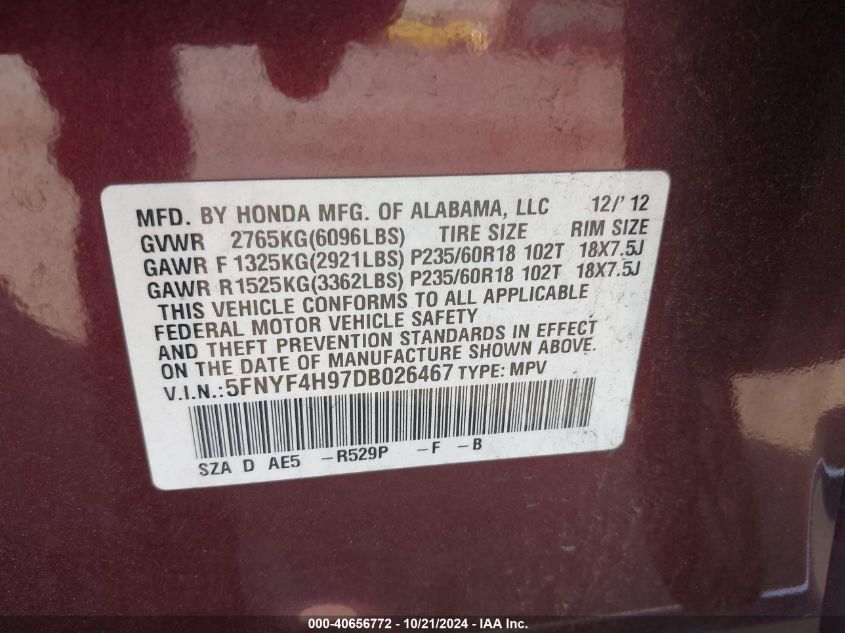 MFD. BY HONDA MFG. OF ALABAMA, LLC 12/'12
GVWR 2765KG(6096LBS) TIRE SIZE RIM SIZE
GAWR F 1325KG(2921LBS) P235/60R18 102T 18X7.5J
GAWR R1525KG(3362LBS) P235/60R18 102T 18X7.5J
THIS VEHICLE CONFORMS TO ALL APPLICABLE
FEDERAL MOTOR VEHICLE SAFETY
AND THEFT PREVENTION STANDARDS IN EFFECT
ON THE DATE OF MANUFACTURE SHOWN ABOVE.
V.I.N.:5FNYF4H97DB026467 TYPE: MPV
SZA D AE5 -R529P -F -B
000-40656772 - 10/21/2024 - IAA Inc.